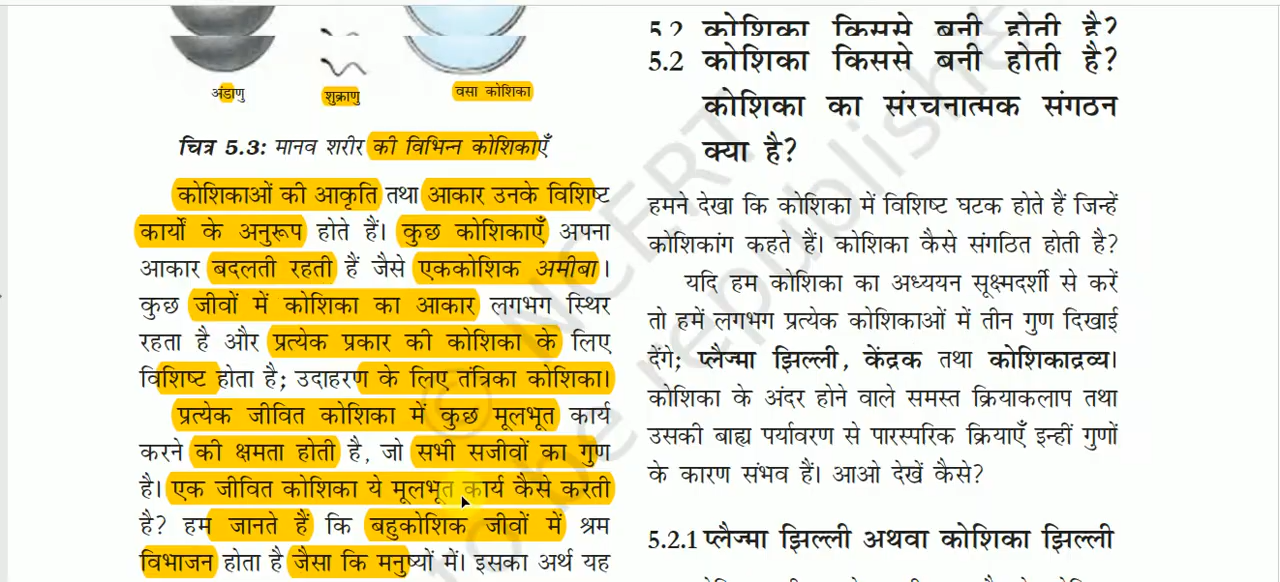 अंडाणु
शुक्राणु
वसा कोशिका
चित्र 5.3: मानव शरीर की विभिन्न कोशिकाएँ
कोशिकाओं की आकृति तथा आकार उनके विशिष्ट
कार्यों के अनुरूप होते हैं। कुछ कोशिकाएँ अपना
आकार बदलती रहती हैं जैसे एककोशिक अमीबा।
कुछ जीवों में कोशिका का आकार लगभग स्थिर
रहता है और प्रत्येक प्रकार की कोशिका के लिए
विशिष्ट होता है; उदाहरण के लिए तंत्रिका कोशिका।
प्रत्येक जीवित कोशिका में कुछ मूलभूत कार्य
करने की क्षमता होती है, जो सभी सजीवों का गुण
है। एक जीवित कोशिका ये मूलभूत कार्य कैसे करती
है? हम जानते हैं कि बहुकोशिक जीवों में श्रम
विभाजन होता है जैसा कि मनुष्यों में। इसका अर्थ यह
5.2 कोशिका किससे बनी होती है?
5.2 कोशिका किससे बनी होती है?
कोशिका का संरचनात्मक संगठन
क्या है?
हमने देखा कि कोशिका में विशिष्ट घटक होते हैं जिन्हें
कोशिकांग कहते हैं। कोशिका कैसे संगठित होती है?
यदि हम कोशिका का अध्ययन सूक्ष्मदर्शी से करें
तो हमें लगभग प्रत्येक कोशिकाओं में तीन गुण दिखाई
देंगे; प्लैज्मा झिल्ली, केंद्रक तथा कोशिकाद्रव्य।
कोशिका के अंदर होने वाले समस्त क्रियाकलाप तथा
उसकी बाह्य पर्यावरण से पारस्परिक क्रियाएँ इन्हीं गुणों
के कारण संभव हैं। आओ देखें कैसे?
5.2.1 प्लैज्मा झिल्ली अथवा कोशिका झिल्ली
© NCERT
to be republishe